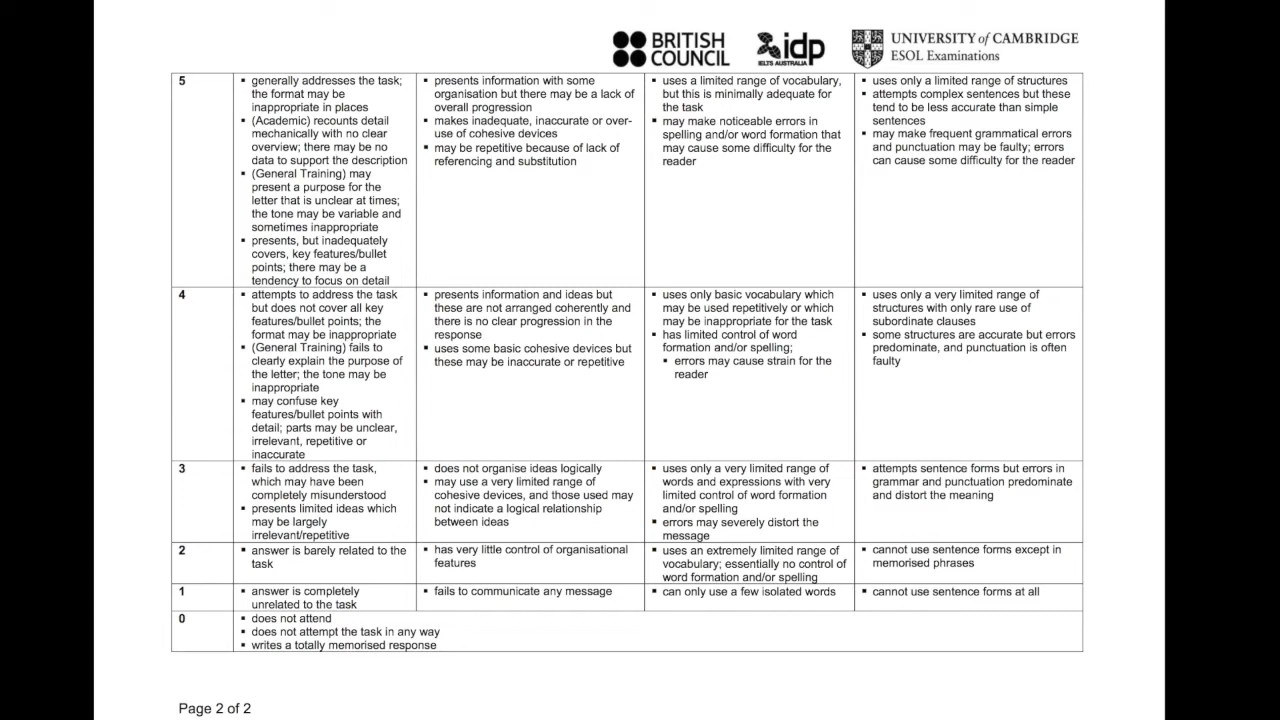 BRITISH
COUNCIL
idp
IELTS AUSTRALIA
UNIVERSITY of CAMBRIDGE
ESOL Examinations
5
▪ generally addresses the task;
the format may be
inappropriate in places
▪ (Academic) recounts detail
mechanically with no clear
overview; there may be no
data to support the description
▪ (General Training) may
present a purpose for the
letter that is unclear at times;
the tone may be variable and
sometimes inappropriate
▪ presents, but inadequately
covers, key features/bullet
points; there may be a
tendency to focus on detail
▪ presents information with some
organisation but there may be a lack of
overall progression
▪ makes inadequate, inaccurate or over-
use of cohesive devices
▪ may be repetitive because of lack of
referencing and substitution
▪ uses a limited range of vocabulary,
but this is minimally adequate for
the task
▪ may make noticeable errors in
spelling and/or word formation that
may cause some difficulty for the
reader
▪ uses only a limited range of structures
▪ attempts complex sentences but these
tend to be less accurate than simple
sentences
▪ may make frequent grammatical errors
and punctuation may be faulty; errors
can cause some difficulty for the reader
4
▪ attempts to address the task
but does not cover all key
features/bullet points; the
format may be inappropriate
▪ (General Training) fails to
clearly explain the purpose of
the letter; the tone may be
inappropriate
▪ may confuse key
features/bullet points with
detail; parts may be unclear,
irrelevant, repetitive or
inaccurate
▪ presents information and ideas but
these are not arranged coherently and
there is no clear progression in the
response
▪ uses some basic cohesive devices but
these may be inaccurate or repetitive
▪ uses only basic vocabulary which
may be used repetitively or which
may be inappropriate for the task
▪ has limited control of word
formation and/or spelling;
▪ errors may cause strain for the
reader
▪ uses only a very limited range of
structures with only rare use of
subordinate clauses
▪ some structures are accurate but errors
predominate, and punctuation is often
faulty
3
▪ fails to address the task,
which may have been
completely misunderstood
▪ presents limited ideas which
may be largely
irrelevant/repetitive
▪ does not organise ideas logically
▪ may use a very limited range of
cohesive devices, and those used may
not indicate a logical relationship
between ideas
▪ uses only a very limited range of
words and expressions with very
limited control of word formation
and/or spelling
▪ errors may severely distort the
message
▪ attempts sentence forms but errors in
grammar and punctuation predominate
and distort the meaning
2
▪ answer is barely related to the
task
▪ has very little control of organisational
features
▪ uses an extremely limited range of
vocabulary; essentially no control of
word formation and/or spelling
▪ cannot use sentence forms except in
memorised phrases
1
▪ answer is completely
unrelated to the task
▪ fails to communicate any message
▪ can only use a few isolated words
▪ cannot use sentence forms at all
0
▪ does not attend
▪ does not attempt the task in any way
▪ writes a totally memorised response
Page 2 of 2